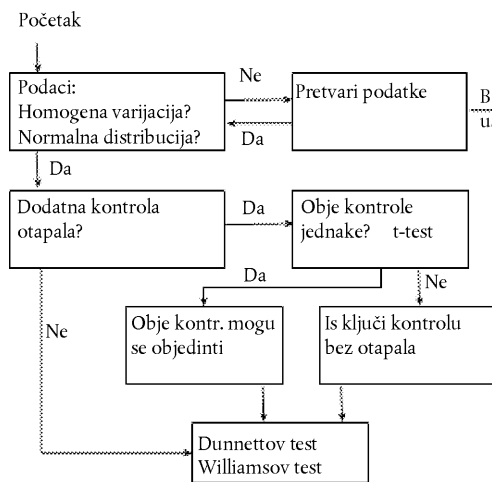 Početak
Podaci:
Homogena varijacija?
Normalna distribucija?
Ne
Da
Pretvari podatke
B
u
Da
Dodatna kontrola
otapala?
Da
Obje kontrole
jednake? t-test
Da
Ne
Ne
Obje kontr. mogu
se objedinti
Is ključi kontrolu
bez otapala
Dunnettov test
Williamsov test